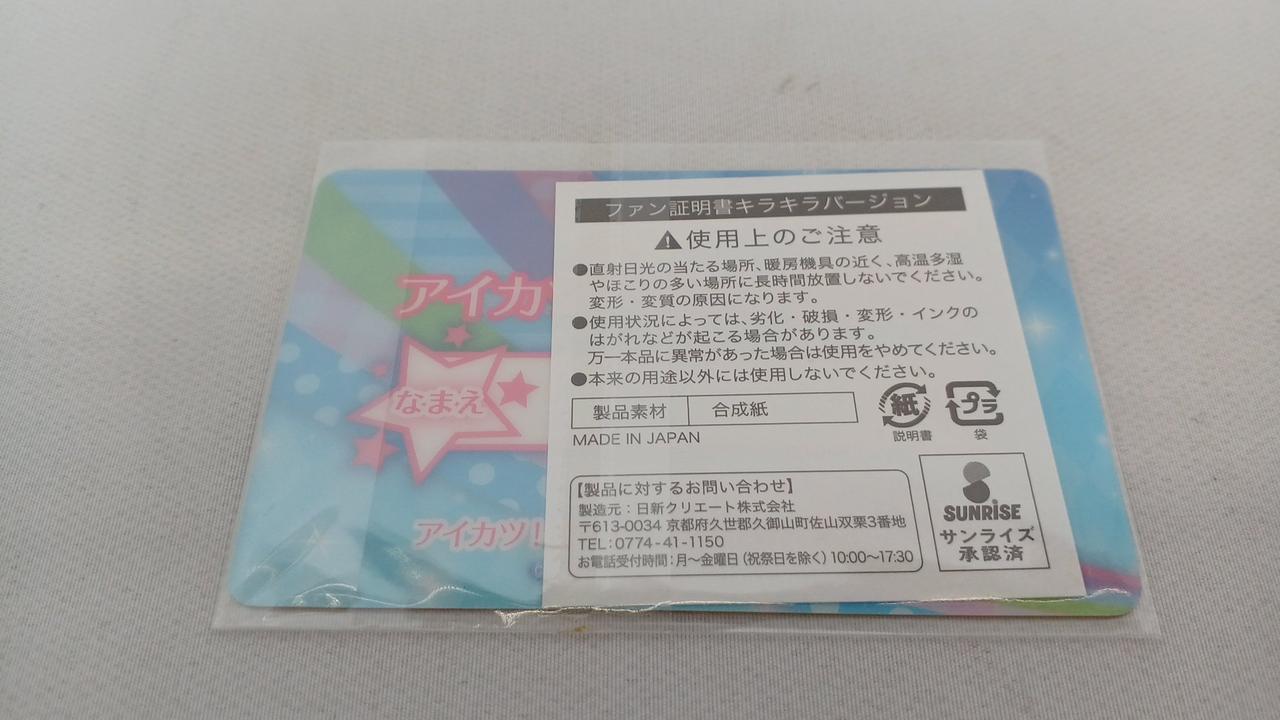 ファン証明書キラキラバージョン
⚠使用上のご注意
●直射日光の当たる場所、暖房機具の近く、高温多湿
やほこりの多い場所に長時間放置しないでください。
変形・変質の原因になります。
●使用状況によっては、劣化・破損・変形・インクの
はがれなどが起こる場合があります。
万一本品に異常があった場合は使用をやめてください。
●本来の用途以外には使用しないでください。
製品素材 合成紙
紙
説明書
プラ
袋
MADE IN JAPAN
【製品に対するお問い合わせ】
製造元：日新クリエート株式会社
〒613-0034 京都府久世郡久御山町佐山双栗3番地
TEL：0774-41-1150
お電話受付時間：月～金曜日（祝祭日を除く）10:00～17:30
SUNRISE
サンライズ
承認済
アイカツ
なまえ
アイカツ！